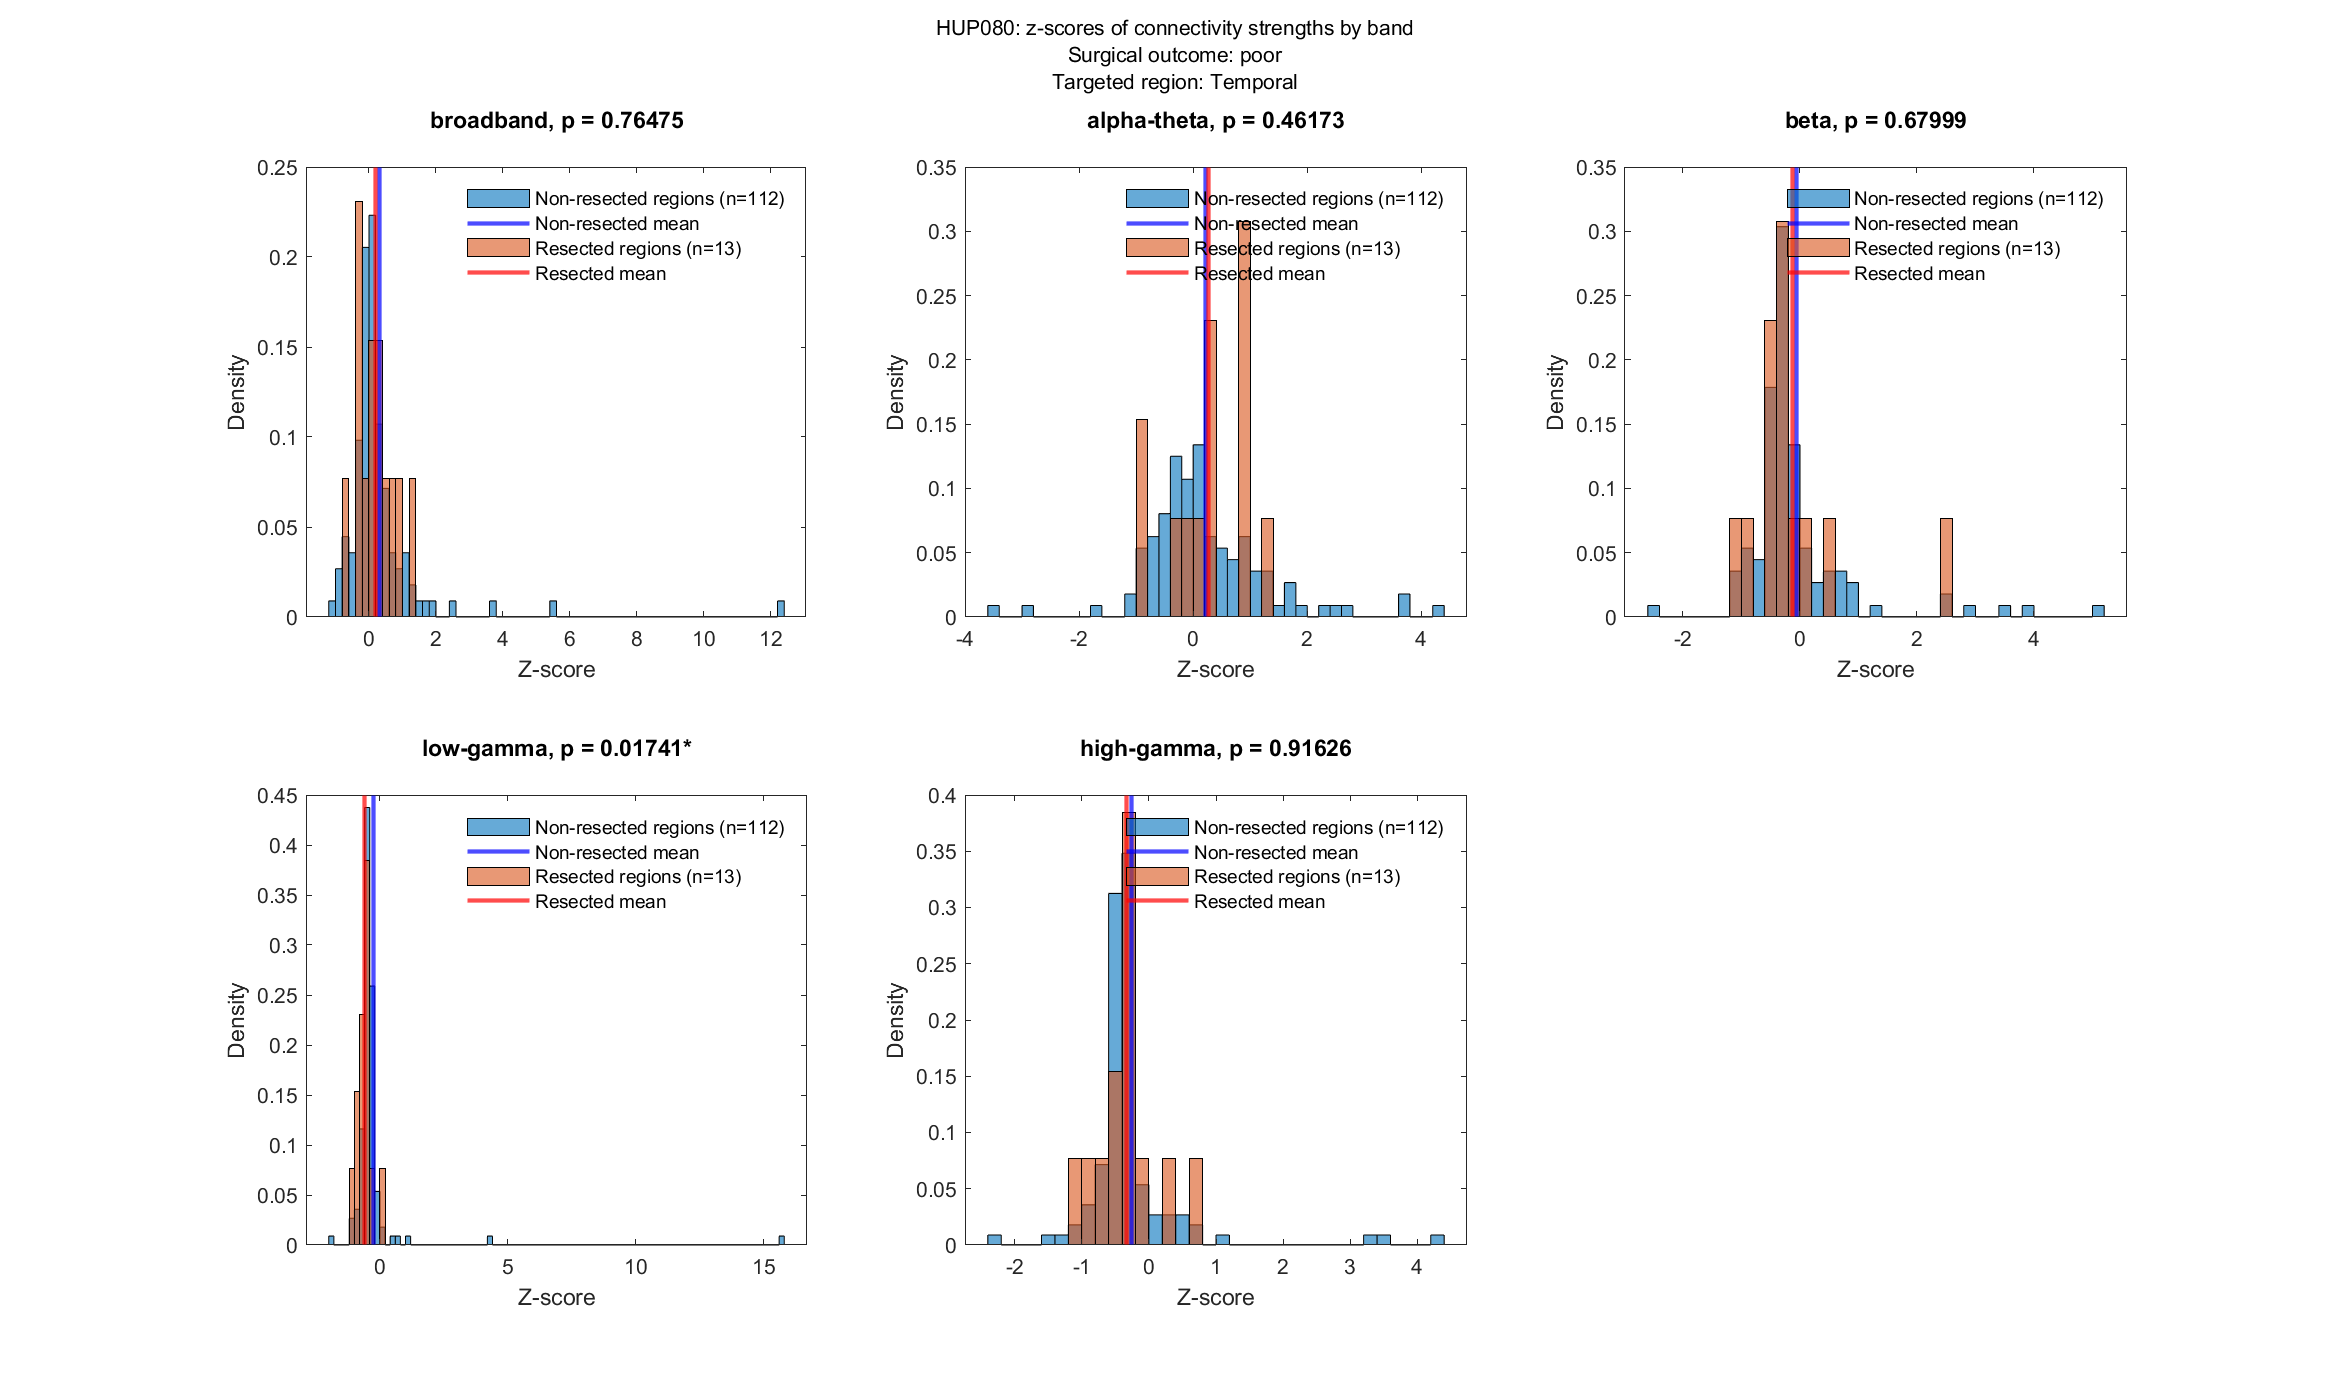 HUP080: z-scores of connectivity strengths by band
Surgical outcome: poor
Targeted region: Temporal
broadband, p = 0.76475
0.25
0.2
0.15
0.1
0.05
0
Density
Non-resected regions (n=112)
Non-resected mean
Resected regions (n=13)
Resected mean
0 2 4 6 8 10 12
Z-score
alpha-theta, p = 0.46173
0.35
0.3
0.25
0.2
0.15
0.1
0.05
0
Density
Non-resected regions (n=112)
Non-resected mean
Resected regions (n=13)
Resected mean
-4 -2 0 2 4
Z-score
beta, p = 0.67999
0.35
0.3
0.25
0.2
0.15
0.1
0.05
0
Density
Non-resected regions (n=112)
Non-resected mean
Resected regions (n=13)
Resected mean
-2 0 2 4
Z-score
low-gamma, p = 0.01741*
0.45
0.4
0.35
0.3
0.25
0.2
0.15
0.1
0.05
0
Density
Non-resected regions (n=112)
Non-resected mean
Resected regions (n=13)
Resected mean
0 5 10 15
Z-score
high-gamma, p = 0.91626
0.4
0.35
0.3
0.25
0.2
0.15
0.1
0.05
0
Density
Non-resected regions (n=112)
Non-resected mean
Resected regions (n=13)
Resected mean
-2 -1 0 1 2 3 4
Z-score